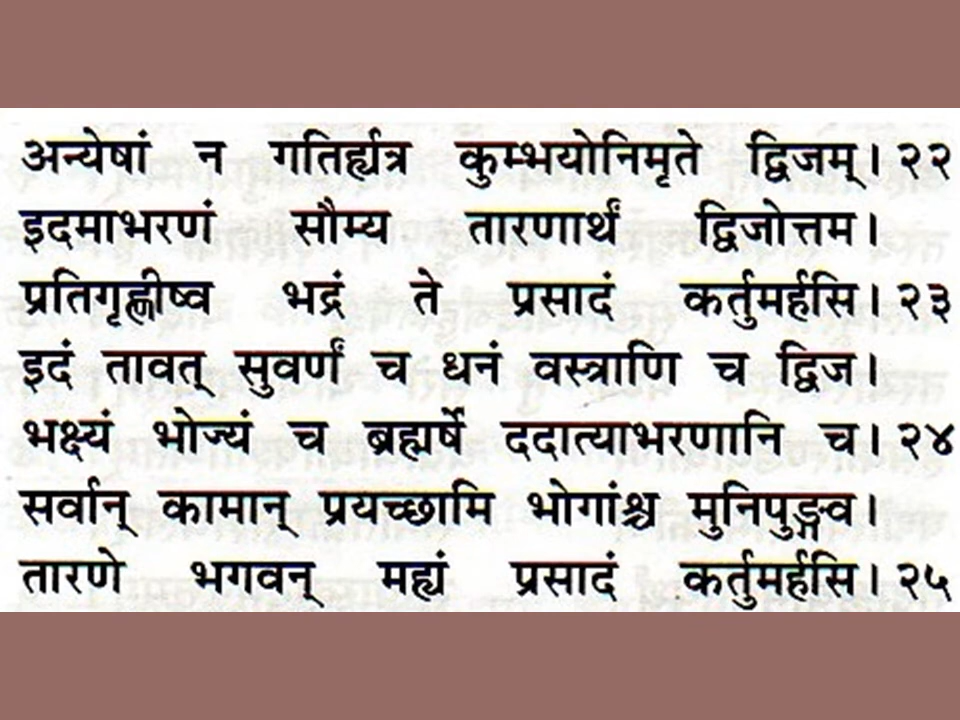 अन्येषां न गतिर्ह्यत्र कुम्भयोनिमृते द्विजम्। २२
इदमाभरणं सौम्य तारणार्थं द्विजोत्तम।
प्रतिगृह्णीष्व भद्रं ते प्रसादं कर्तुमर्हसि। २३
इदं तावत् सुवर्णं च धनं वस्त्राणि च द्विज।
भक्ष्यं भोज्यं च ब्रह्मर्षे ददात्याभरणानि च। २४
सर्वान् कामान् प्रयच्छामि भोगांश्च मुनिपुङ्गव।
तारणे भगवन् मह्यं प्रसादं कर्तुमर्हसि। २५